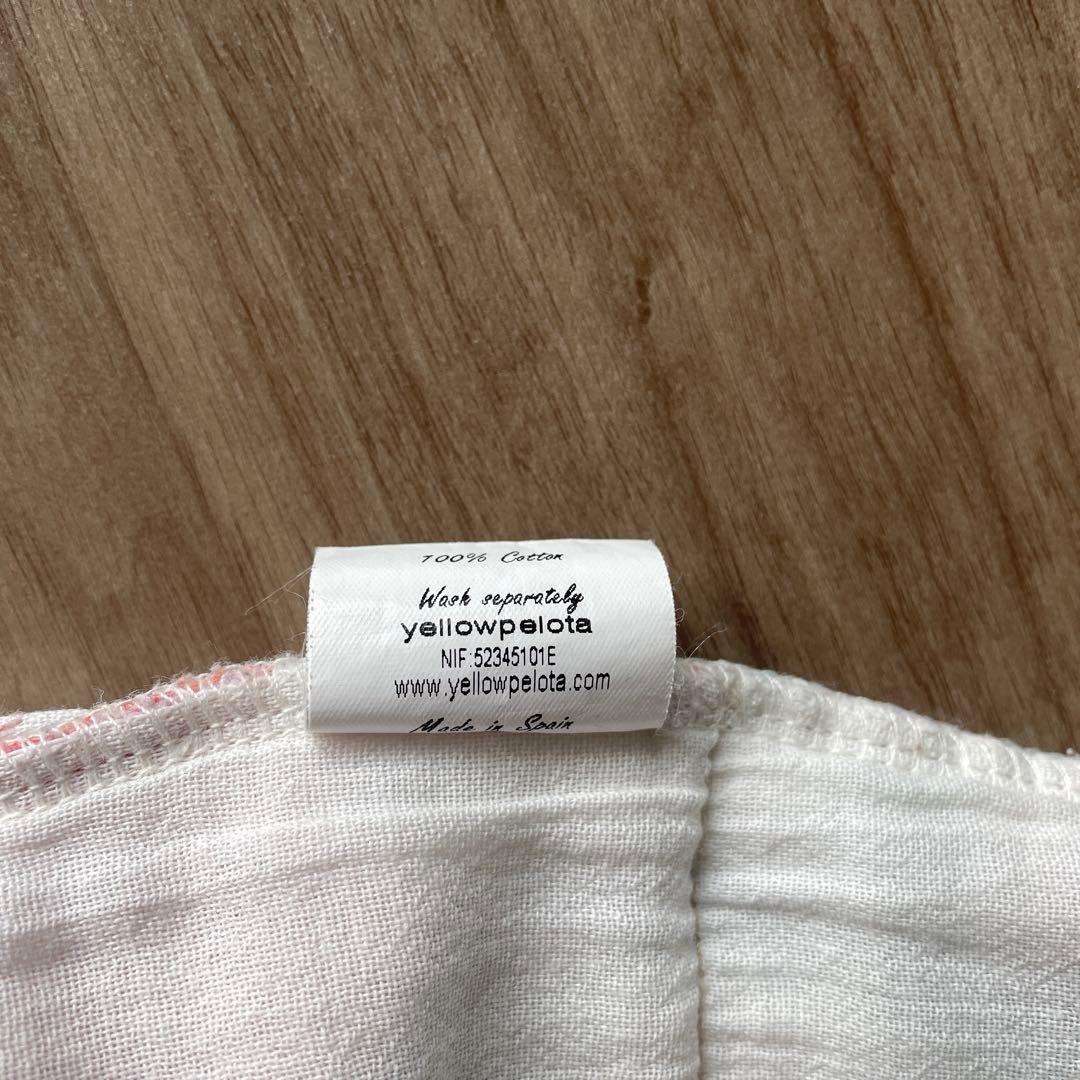 100% Cotton
Wash separately
yellowpelota
NIF:52345101E
www.yellowpelota.com
Made in Spain